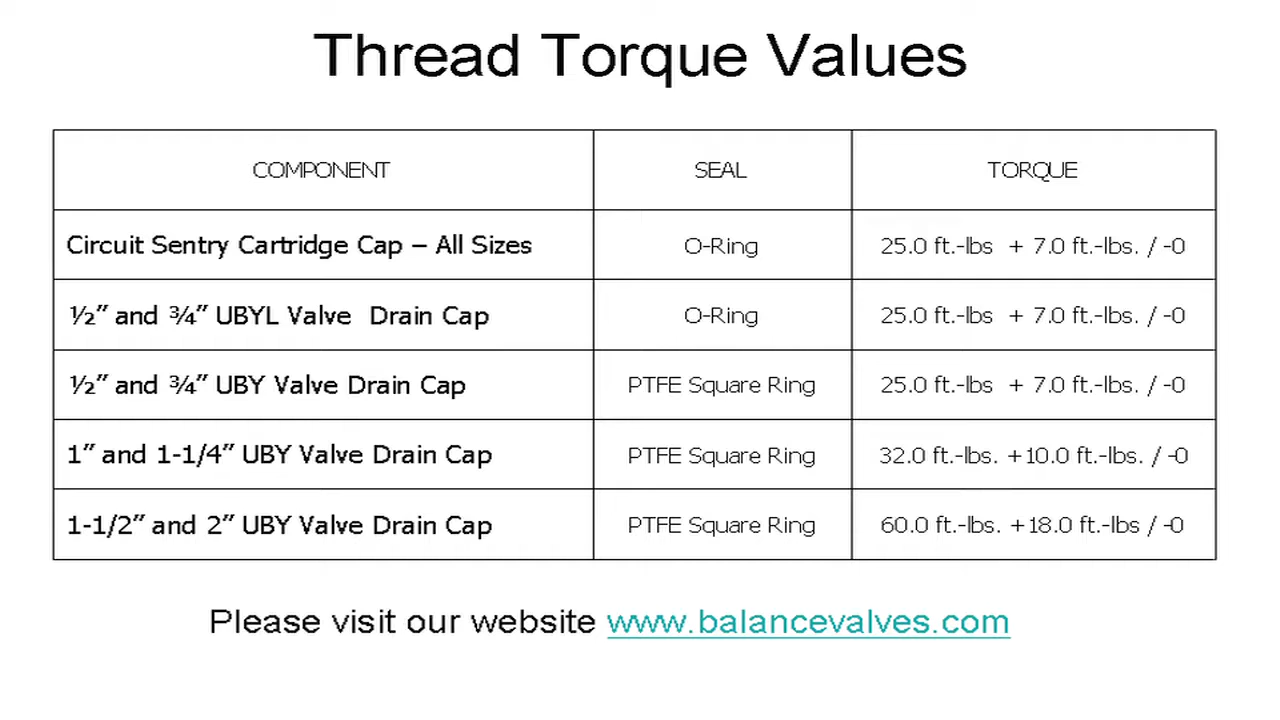 Thread Torque Values
COMPONENT SEAL TORQUE
Circuit Sentry Cartridge Cap – All Sizes O-Ring 25.0 ft.-lbs + 7.0 ft.-lbs. / -0
½” and ¾” UBYL Valve Drain Cap O-Ring 25.0 ft.-lbs + 7.0 ft.-lbs. / -0
½” and ¾” UBY Valve Drain Cap PTFE Square Ring 25.0 ft.-lbs + 7.0 ft.-lbs. / -0
1” and 1-1/4” UBY Valve Drain Cap PTFE Square Ring 32.0 ft.-lbs. +10.0 ft.-lbs. / -0
1-1/2” and 2” UBY Valve Drain Cap PTFE Square Ring 60.0 ft.-lbs. +18.0 ft.-lbs / -0
Please visit our website www.balancevalves.com